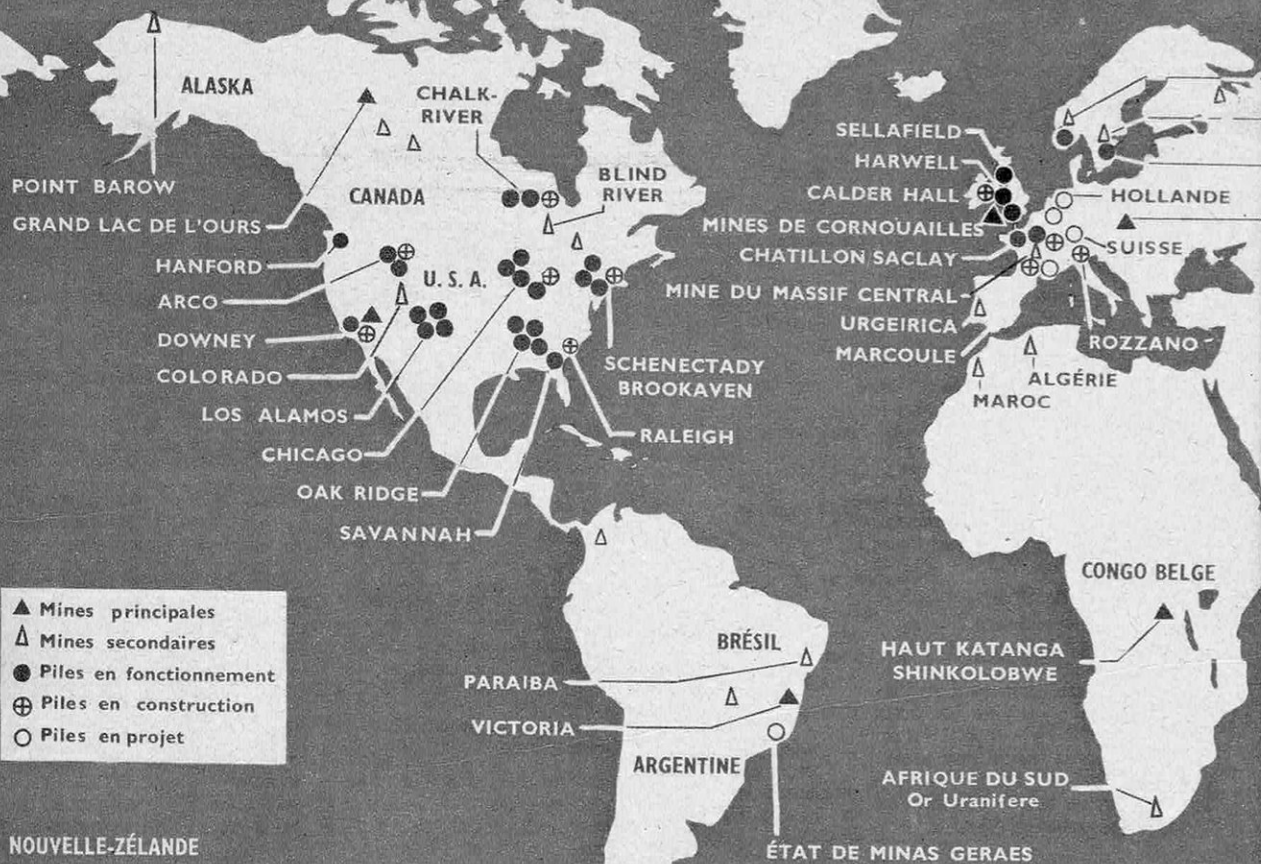 ALASKA
CHALK-
RIVER
POINT BAROW
GRAND LAC DE L'OURS
CANADA
BLIND
RIVER
HANFORD
ARCO
U. S. A.
DOWNEY
COLORADO
LOS ALAMOS
CHICAGO
OAK RIDGE
SAVANNAH
SCHENECTADY
BROOKAVEN
RALEIGH
SELLAFIELD
HARWELL
CALDER HALL
MINES DE CORNOUAILLES
CHATILLON SACLAY
MINE DU MASSIF CENTRAL
URGEIRICA
MARCOULE
HOLLANDE
SUISSE
ROZZANO
ALGÉRIE
MAROC
CONGO BELGE
HAUT KATANGA
SHINKOLOBWE
AFRIQUE DU SUD
Or Uranifere
BRÉSIL
PARAIBA
VICTORIA
ARGENTINE
ÉTAT DE MINAS GERAES
Mines principales
Mines secondaires
Piles en fonctionnement
Piles en construction
Piles en projet
NOUVELLE-ZÉLANDE